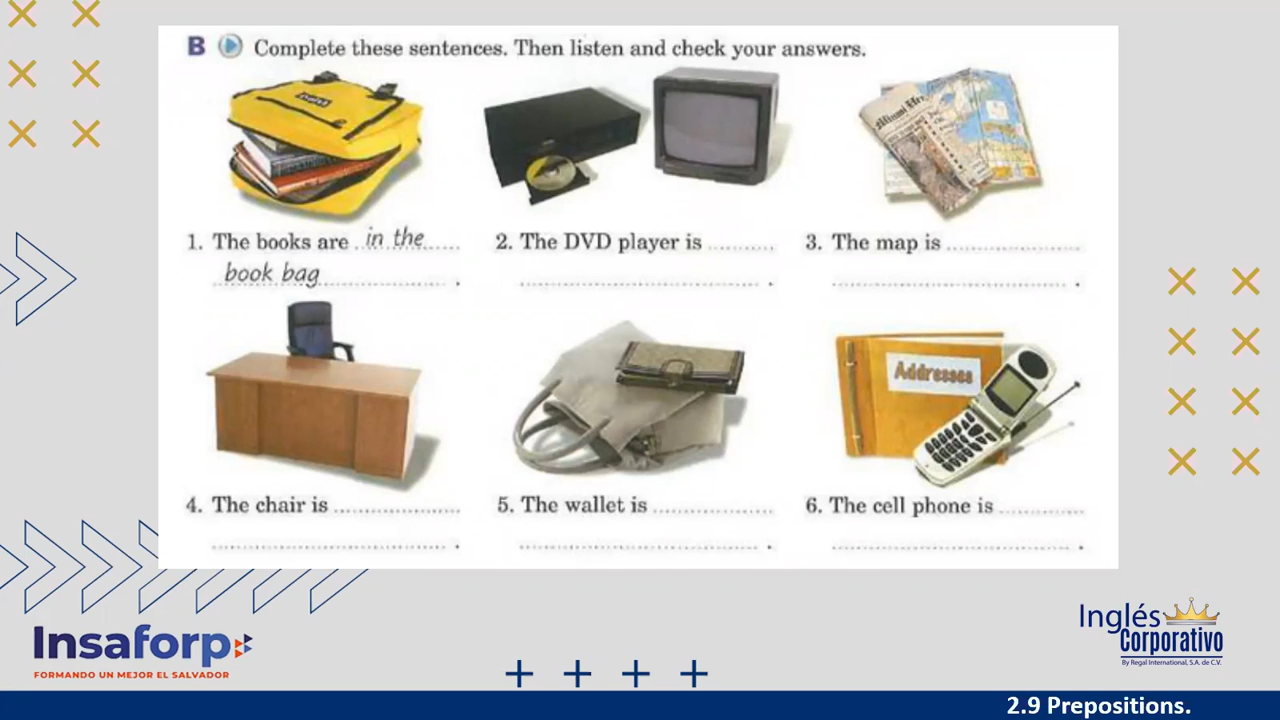 B Complete these sentences. Then listen and check your answers.
1. The books are in the
book bag.
2. The DVD player is ..............
.
3. The map is ..............
.
4. The chair is ..............
.
5. The wallet is ..............
.
6. The cell phone is ..............
.
Addresses
Insaforp
FORMANDO UN MEJOR EL SALVADOR
Inglés
Corporativo
By Regal International, S.A. de C.V.
2.9 Prepositions.